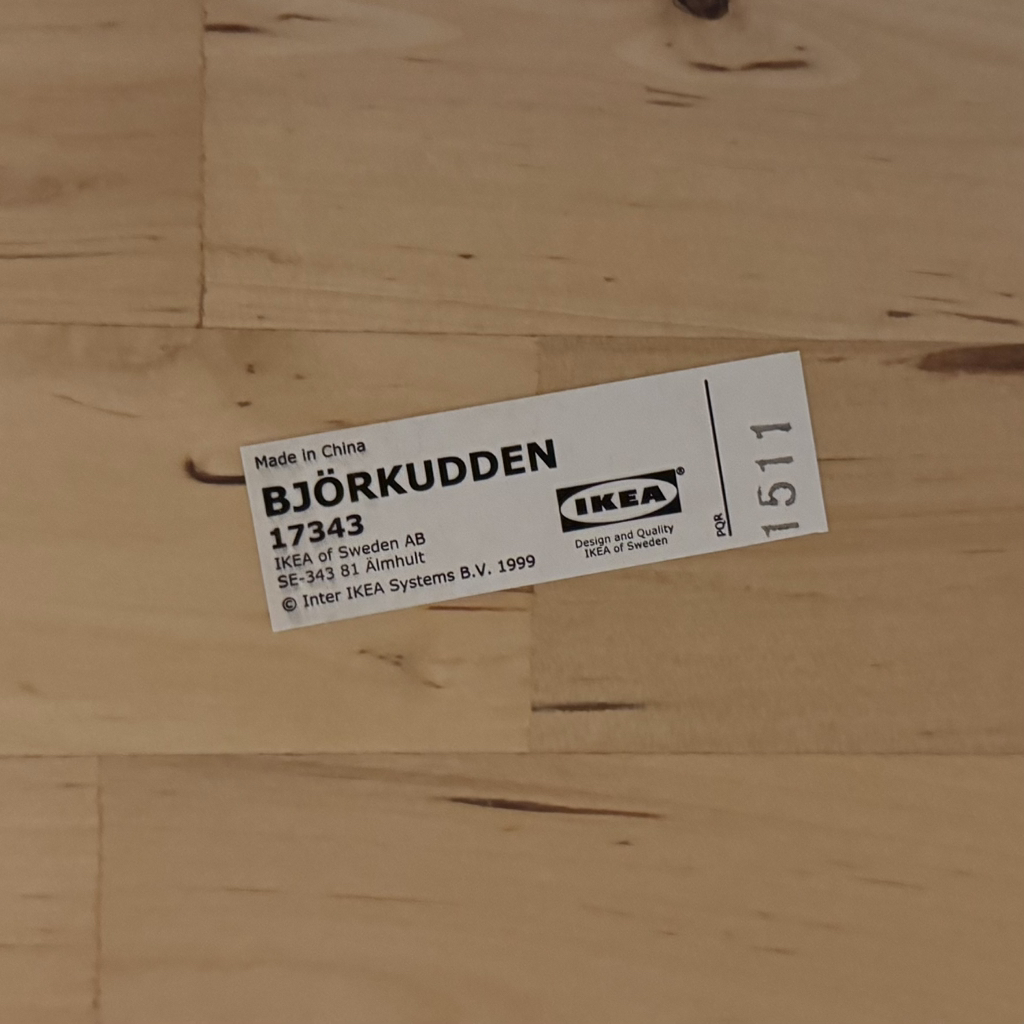 Made in China
BJÖRKUDDEN
17343
IKEA of Sweden AB
SE-343 81 Älmhult
© Inter IKEA Systems B.V. 1999
IKEA®
Design and Quality
IKEA of Sweden
PQR
1511